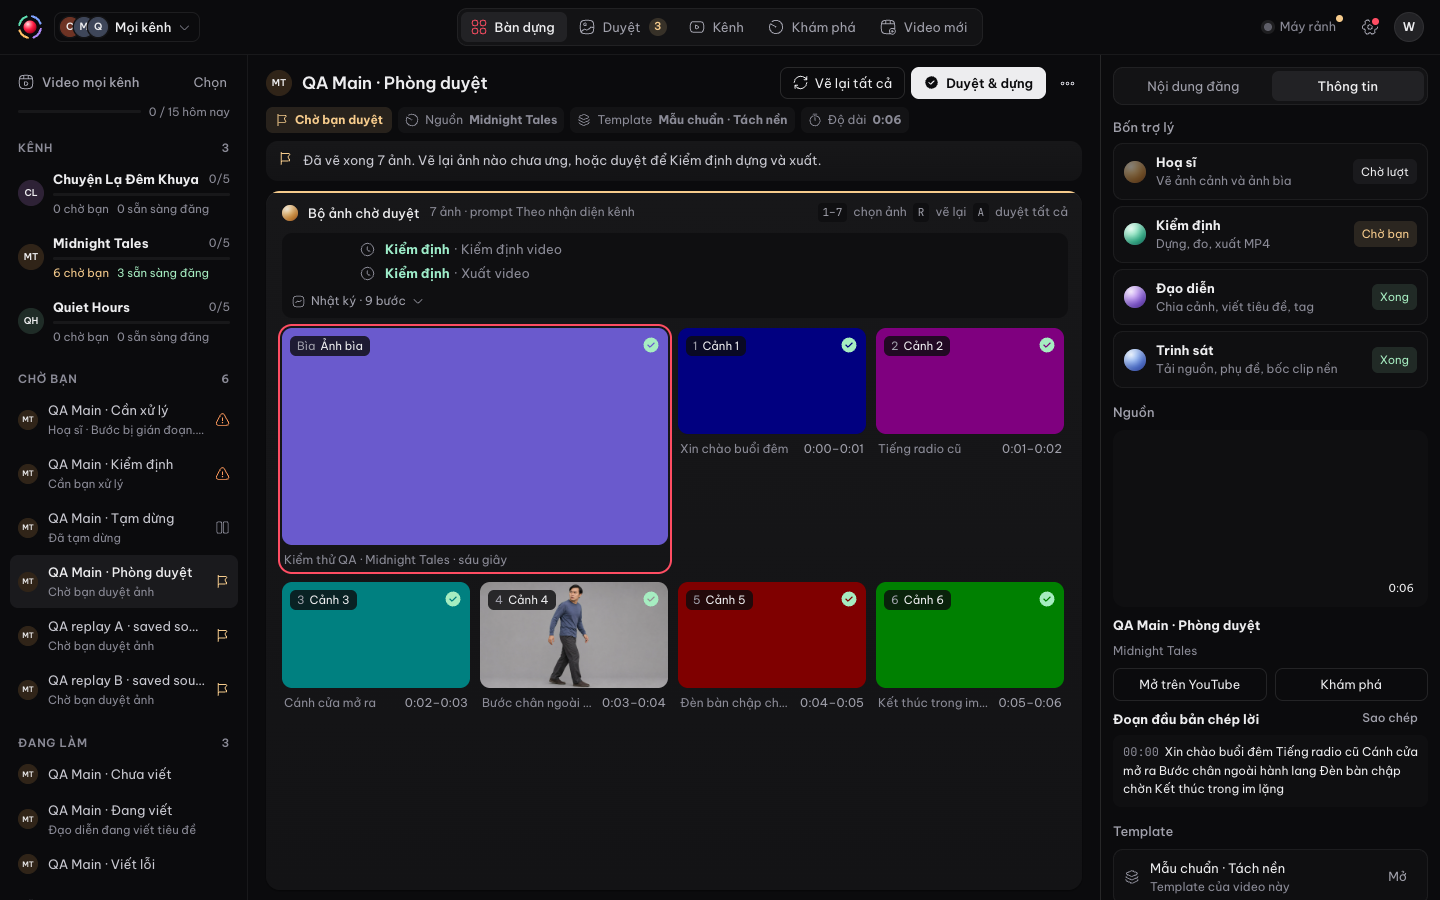 C M Q Mọi kênh
Bàn dựng
Duyệt 3
Kênh
Khám phá
Video mới
Máy rảnh
W
Video mọi kênh Chọn
0 / 15 hôm nay
KÊNH 3
CL Chuyện Lạ Đêm Khuya 0/5
0 chờ bạn 0 sẵn sàng đăng
MT Midnight Tales 0/5
6 chờ bạn 3 sẵn sàng đăng
QH Quiet Hours 0/5
0 chờ bạn 0 sẵn sàng đăng
CHỜ BẠN 6
MT QA Main · Cần xử lý
Hoạ sĩ · Bước bị gián đoạn....
MT QA Main · Kiểm định
Cần bạn xử lý
MT QA Main · Tạm dừng
Đã tạm dừng
MT QA Main · Phòng duyệt
Chờ bạn duyệt ảnh
MT QA replay A · saved so...
Chờ bạn duyệt ảnh
MT QA replay B · saved sou...
Chờ bạn duyệt ảnh
ĐANG LÀM 3
MT QA Main · Chưa viết
MT QA Main · Đang viết
Đạo diễn đang viết tiêu đề
MT QA Main · Viết lỗi
MT QA Main · Phòng duyệt
Vẽ lại tất cả
Duyệt & dựng
Chờ bạn duyệt
Nguồn Midnight Tales
Template Mẫu chuẩn · Tách nền
Độ dài 0:06
Đã vẽ xong 7 ảnh. Vẽ lại ảnh nào chưa ưng, hoặc duyệt để Kiểm định dựng và xuất.
Bộ ảnh chờ duyệt 7 ảnh · prompt Theo nhận diện kênh
1–7 chọn ảnh R vẽ lại A duyệt tất cả
Kiểm định · Kiểm định video
Kiểm định · Xuất video
Nhật ký · 9 bước
Bìa Ảnh bìa
Kiểm thử QA · Midnight Tales · sáu giây
1 Cảnh 1
Xin chào buổi đêm 0:00–0:01
2 Cảnh 2
Tiếng radio cũ 0:01–0:02
3 Cảnh 3
Cánh cửa mở ra 0:02–0:03
4 Cảnh 4
Bước chân ngoài ... 0:03–0:04
5 Cảnh 5
Đèn bàn chập ch... 0:04–0:05
6 Cảnh 6
Kết thúc trong im... 0:05–0:06
Nội dung đăng
Thông tin
Bốn trợ lý
Hoạ sĩ
Vẽ ảnh cảnh và ảnh bìa
Chờ lượt
Kiểm định
Dựng, đo, xuất MP4
Chờ bạn
Đạo diễn
Chia cảnh, viết tiêu đề, tag
Xong
Trinh sát
Tải nguồn, phụ đề, bốc clip nền
Xong
Nguồn
0:06
QA Main · Phòng duyệt
Midnight Tales
Mở trên YouTube
Khám phá
Đoạn đầu bản chép lời Sao chép
00:00 Xin chào buổi đêm Tiếng radio cũ Cánh cửa
mở ra Bước chân ngoài hành lang Đèn bàn chập
chờn Kết thúc trong im lặng
Template
Mẫu chuẩn · Tách nền
Template của video này
Mở